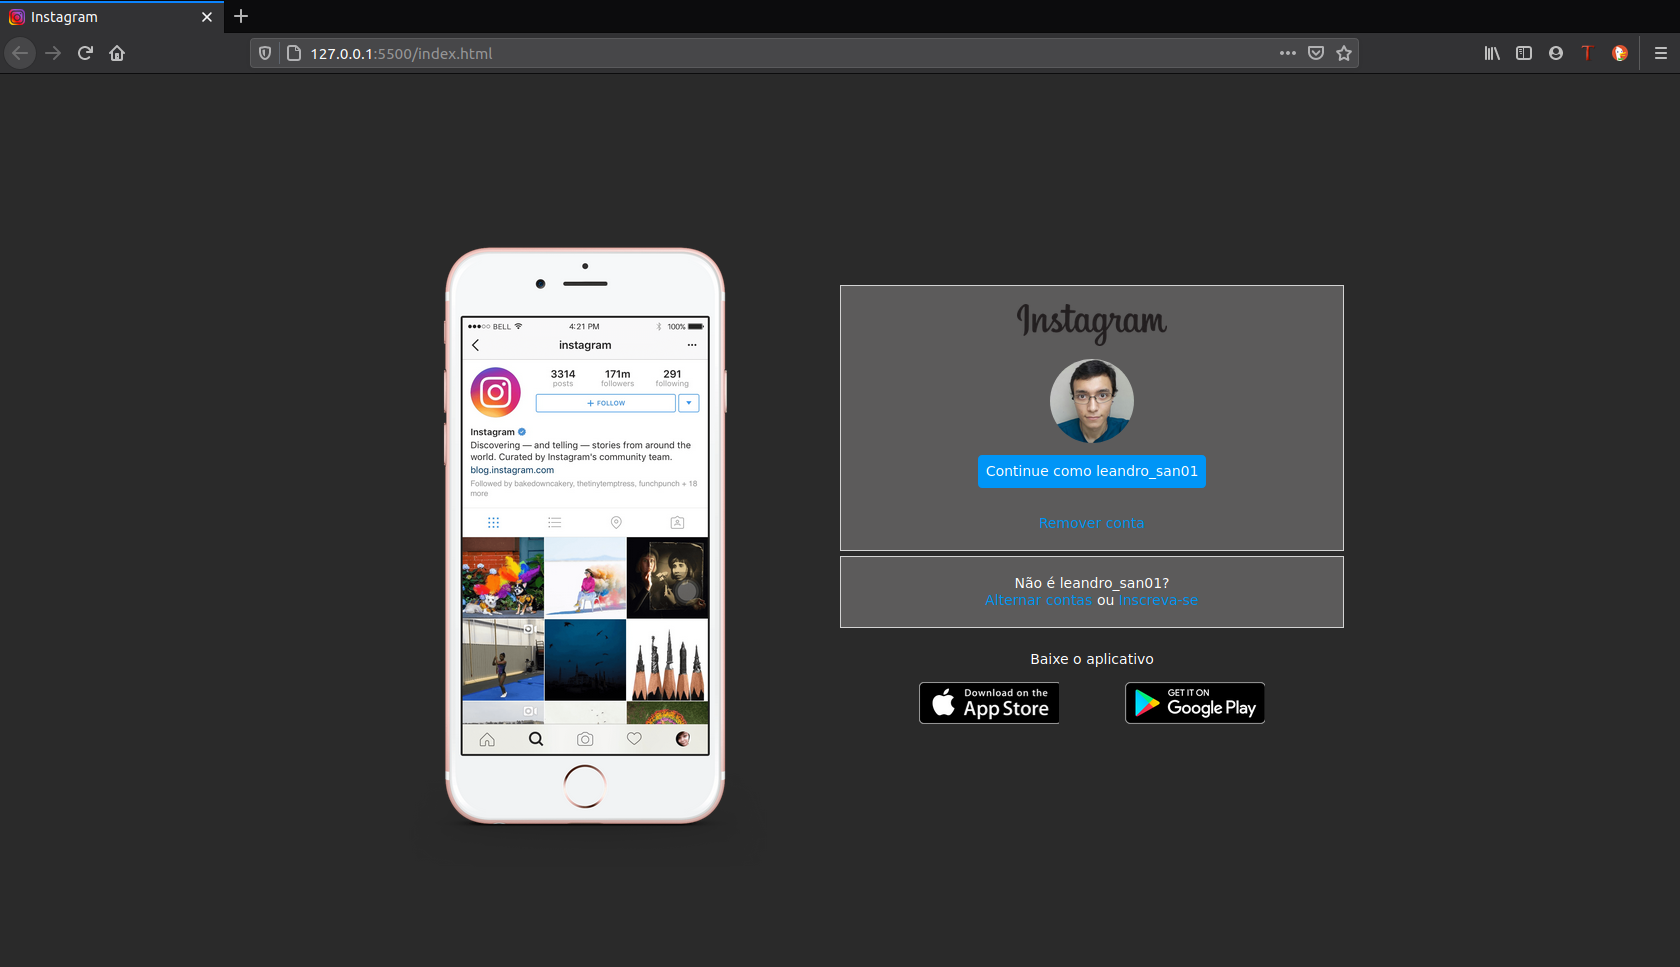 Instagram
127.0.0.1:5500/index.html
BELL
4:21 PM
100%
instagram
3314
posts
171m
followers
291
following
+ FOLLOW
Instagram
Discovering — and telling — stories from around the
world. Curated by Instagram's community team.
blog.instagram.com
Followed by bakedowncakery, thetinytemptress, funchpunch + 18
more
Instagram
Continue como leandro_san01
Remover conta
Não é leandro_san01?
Alternar contas ou Inscreva-se
Baixe o aplicativo
Download on the
App Store
GET IT ON
Google Play